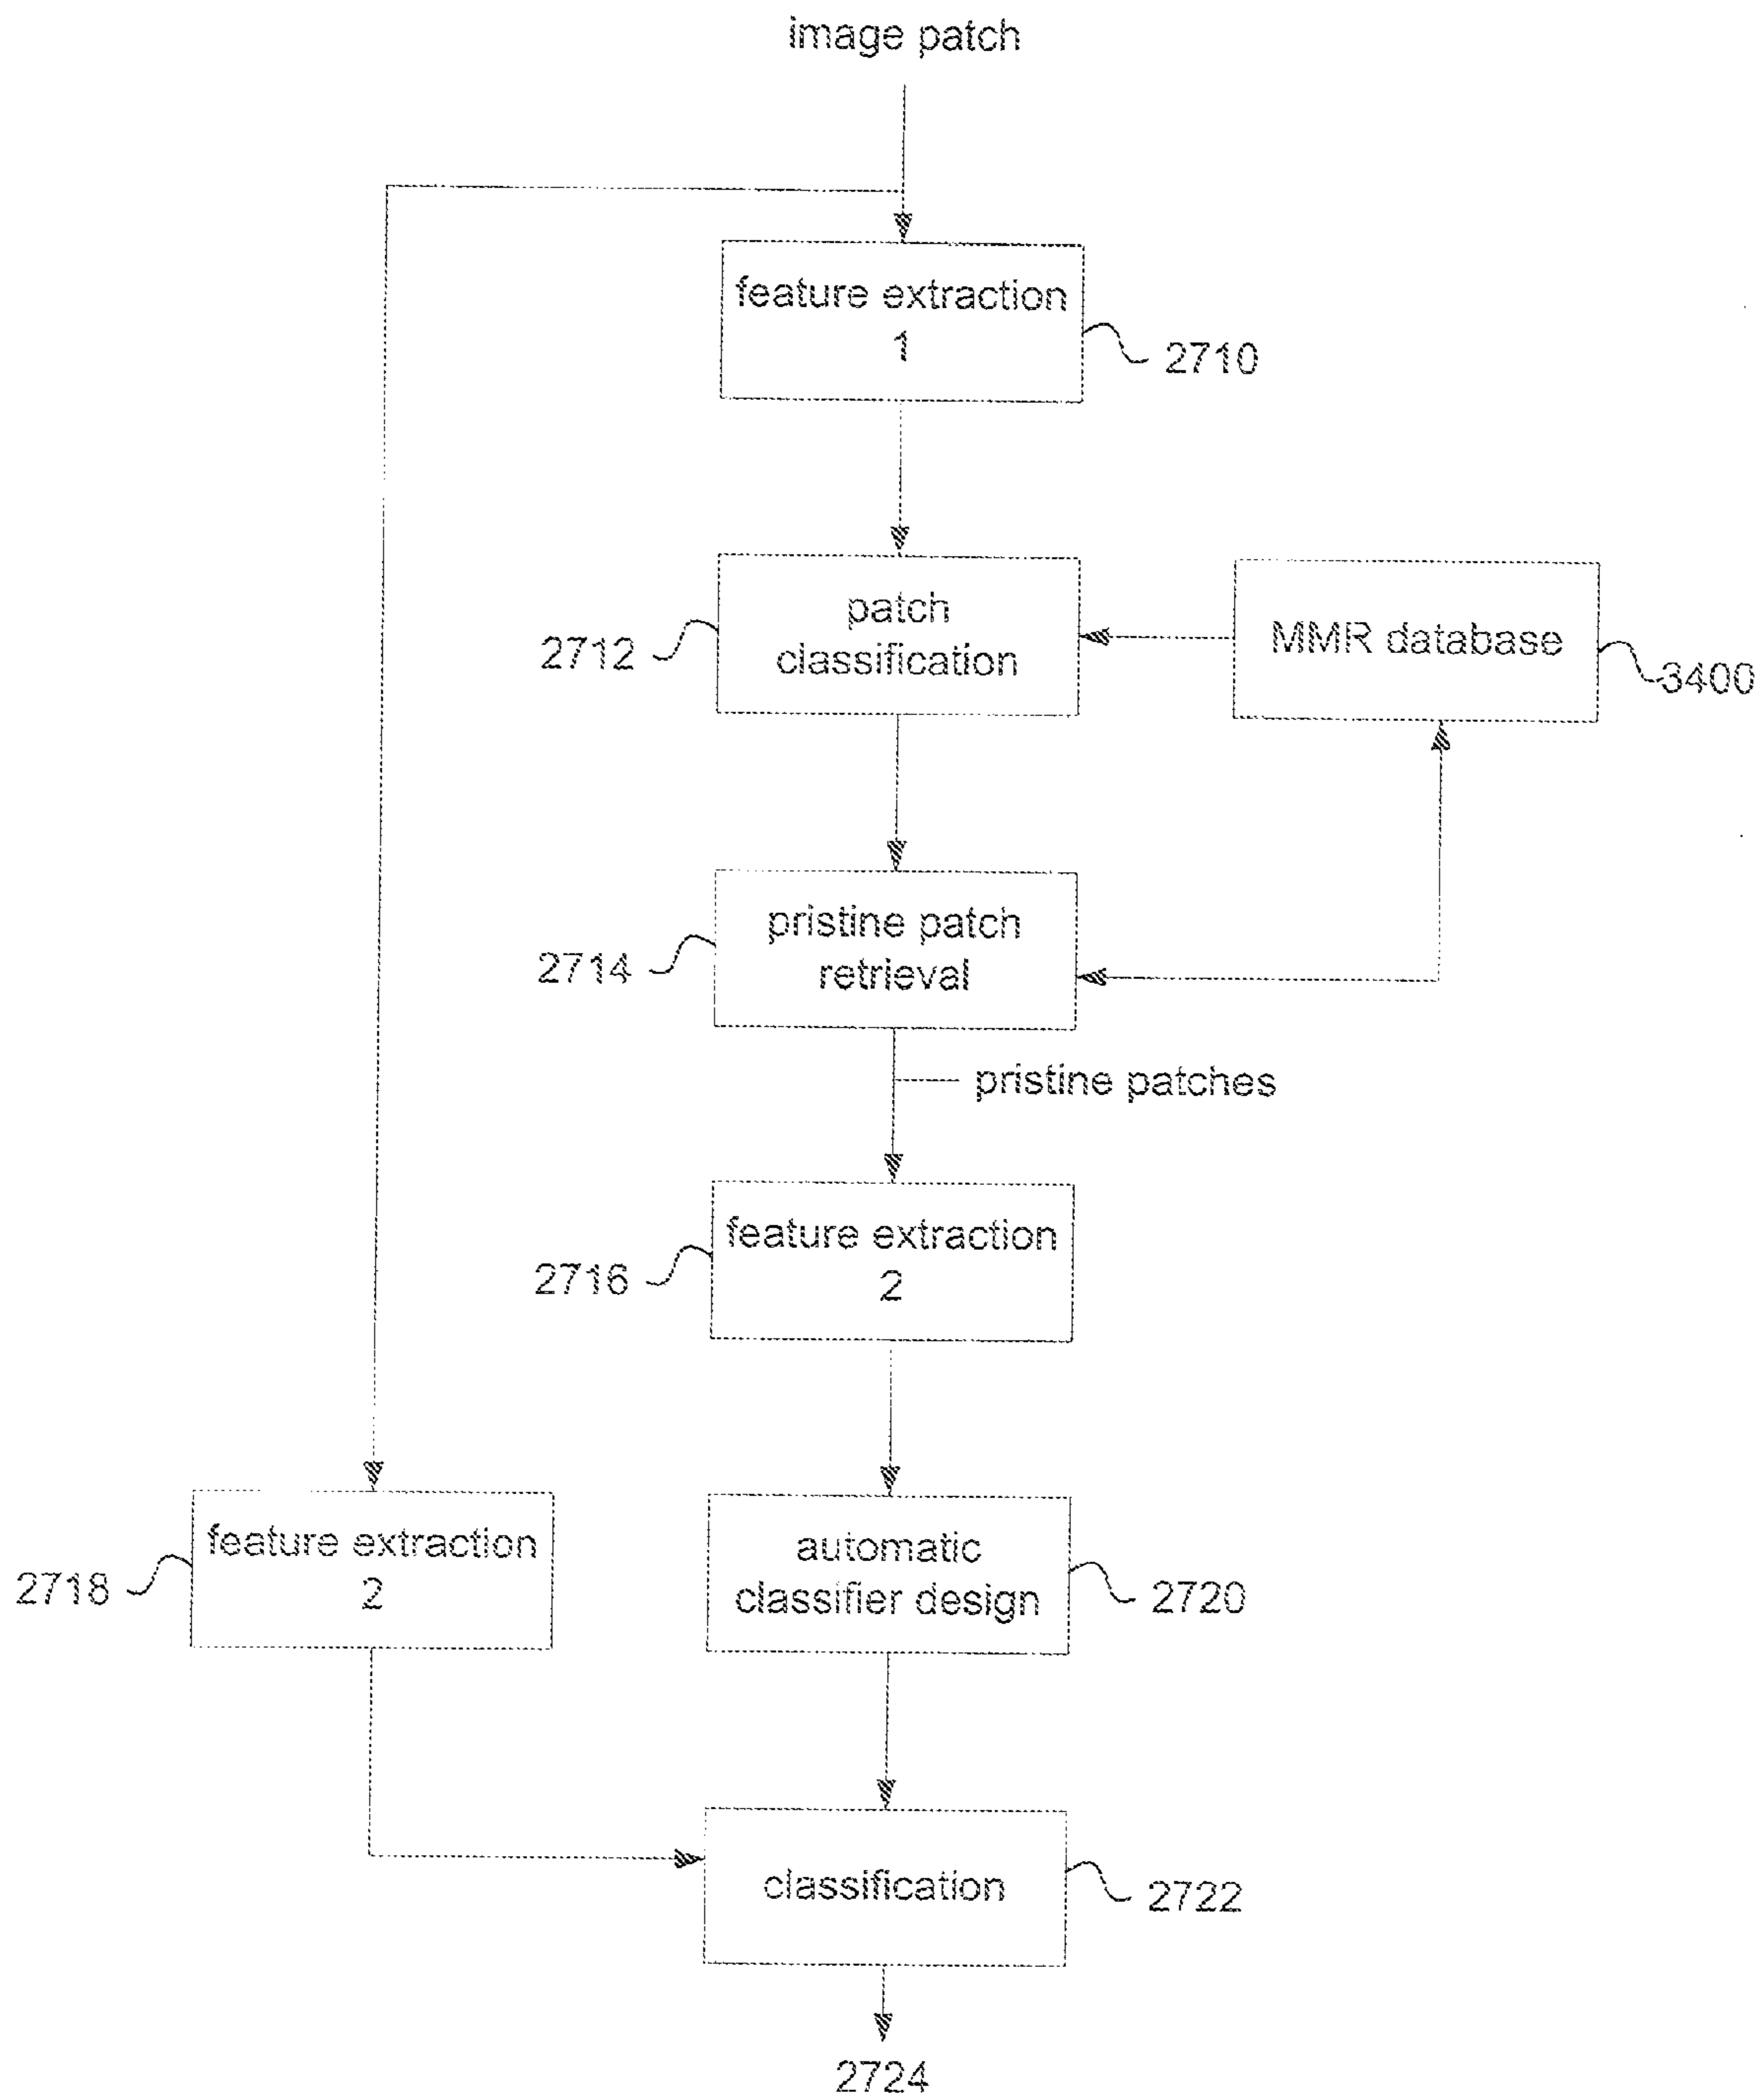 image patch
feature extraction
1
2710
patch
classification
2712
MMR database
3400
pristine patch
retrieval
2714
pristine patches
feature extraction
2
2716
feature extraction
2
2718
automatic
classifier design
2720
classification
2722
2724